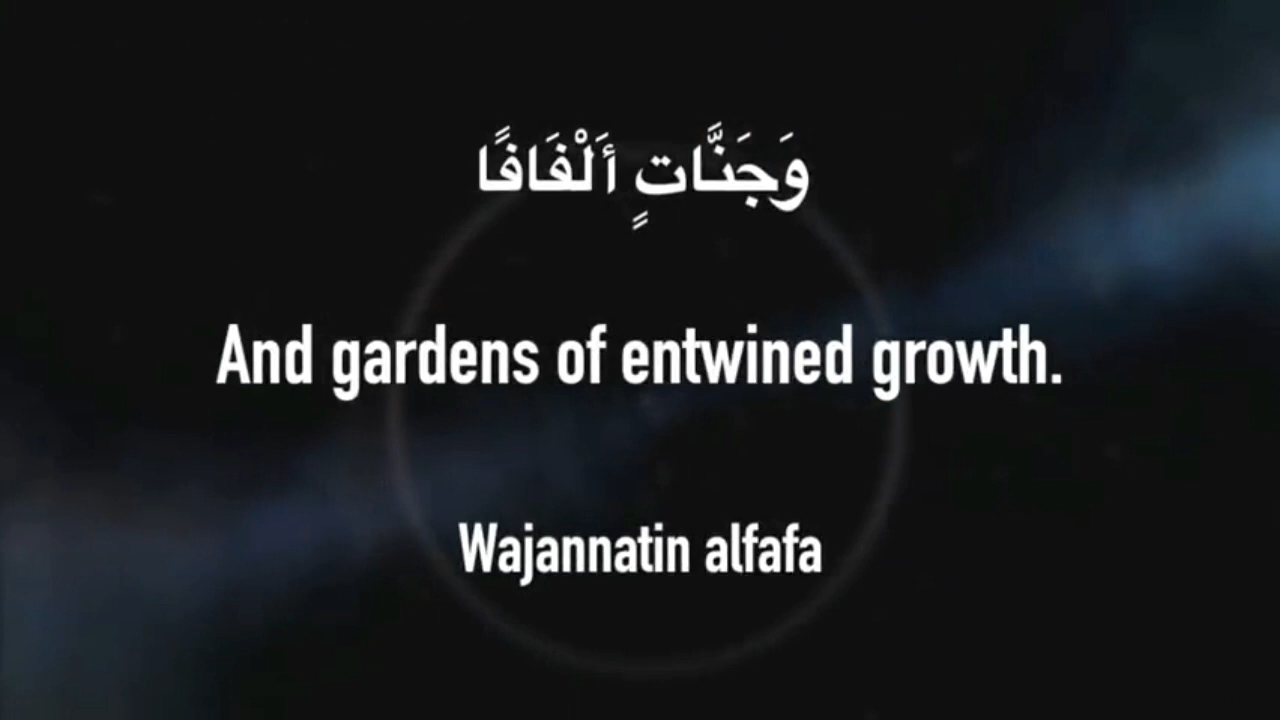 وَجَنَّاتٍ أَلْفَافًا
And gardens of entwined growth.
Wajannatin alfafa